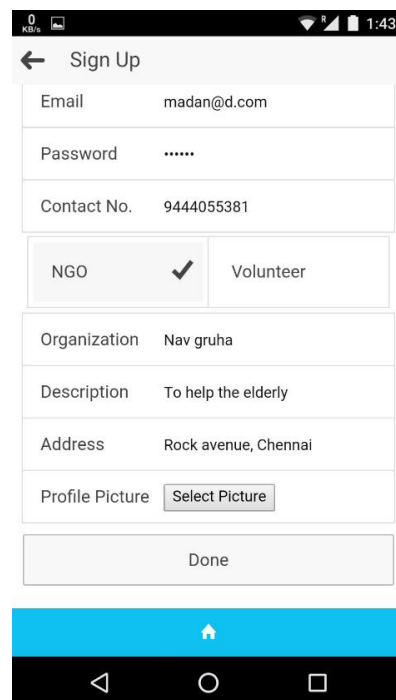 0
KB/s
R
1:43
Sign Up
Email madan@d.com
Password ······
Contact No. 9444055381
NGO Volunteer
Organization Nav gruha
Description To help the elderly
Address Rock avenue, Chennai
Profile Picture Select Picture
Done